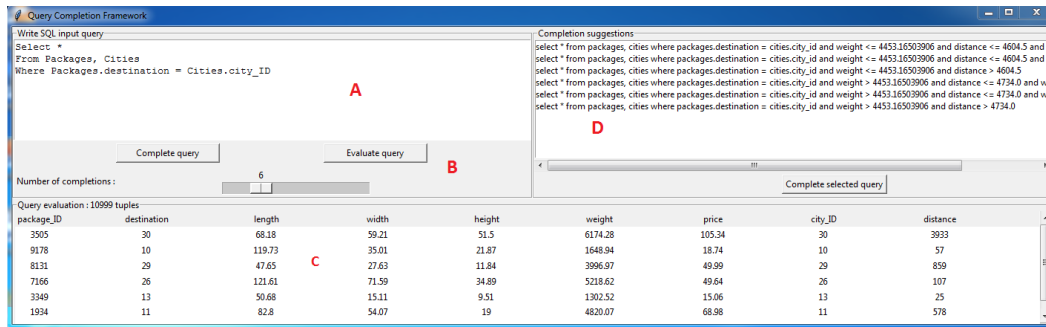 Query Completion Framework
Write SQL input query
Select *
From Packages, Cities
Where Packages.destination = Cities.city_ID
A
Complete query
Evaluate query
B
Number of completions :
6
Completion suggestions
select * from packages, cities where packages.destination = cities.city_id and weight <= 4453.16503906 and distance <= 4604.5 and
select * from packages, cities where packages.destination = cities.city_id and weight <= 4453.16503906 and distance <= 4604.5 and
select * from packages, cities where packages.destination = cities.city_id and weight <= 4453.16503906 and distance > 4604.5
select * from packages, cities where packages.destination = cities.city_id and weight > 4453.16503906 and distance <= 4734.0 and w
select * from packages, cities where packages.destination = cities.city_id and weight > 4453.16503906 and distance <= 4734.0 and w
select * from packages, cities where packages.destination = cities.city_id and weight > 4453.16503906 and distance > 4734.0
D
Complete selected query
Query evaluation : 10999 tuples
package_ID destination length width height weight price city_ID distance
3505 30 68.18 59.21 51.5 6174.28 105.34 30 3933
9178 10 119.73 35.01 21.87 1648.94 18.74 10 57
8131 29 47.65 C 27.63 11.84 3996.97 49.99 29 859
7166 26 121.61 71.59 34.89 5218.62 49.64 26 107
3349 13 50.68 15.11 9.51 1302.52 15.06 13 25
1934 11 82.8 54.07 19 4820.07 68.98 11 578